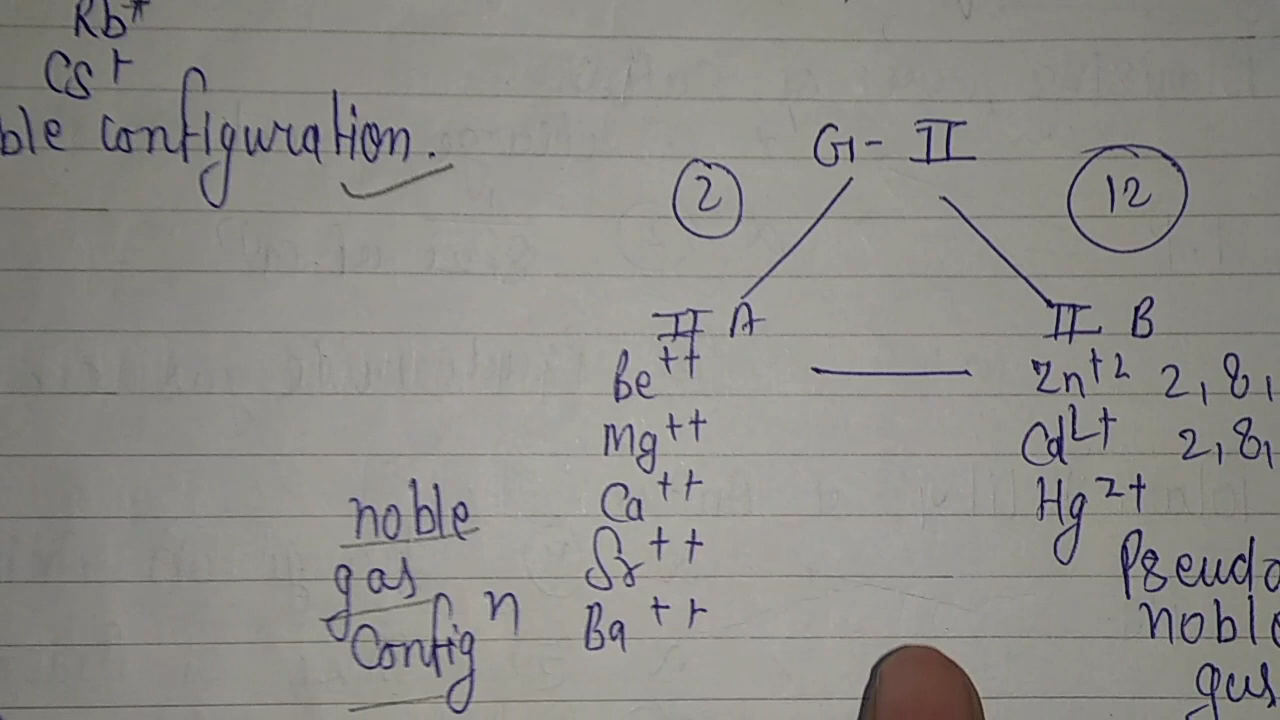 Rb+
Cs+
ble configuration.
G-II
2
12
II A
II B
Be++
Zn+2 2, 8,
Mg++
Cd2+ 2, 8,
Ca++
Hg2+
noble
gas
Confign
Sr++
Ba++
Pseudo
noble
gas